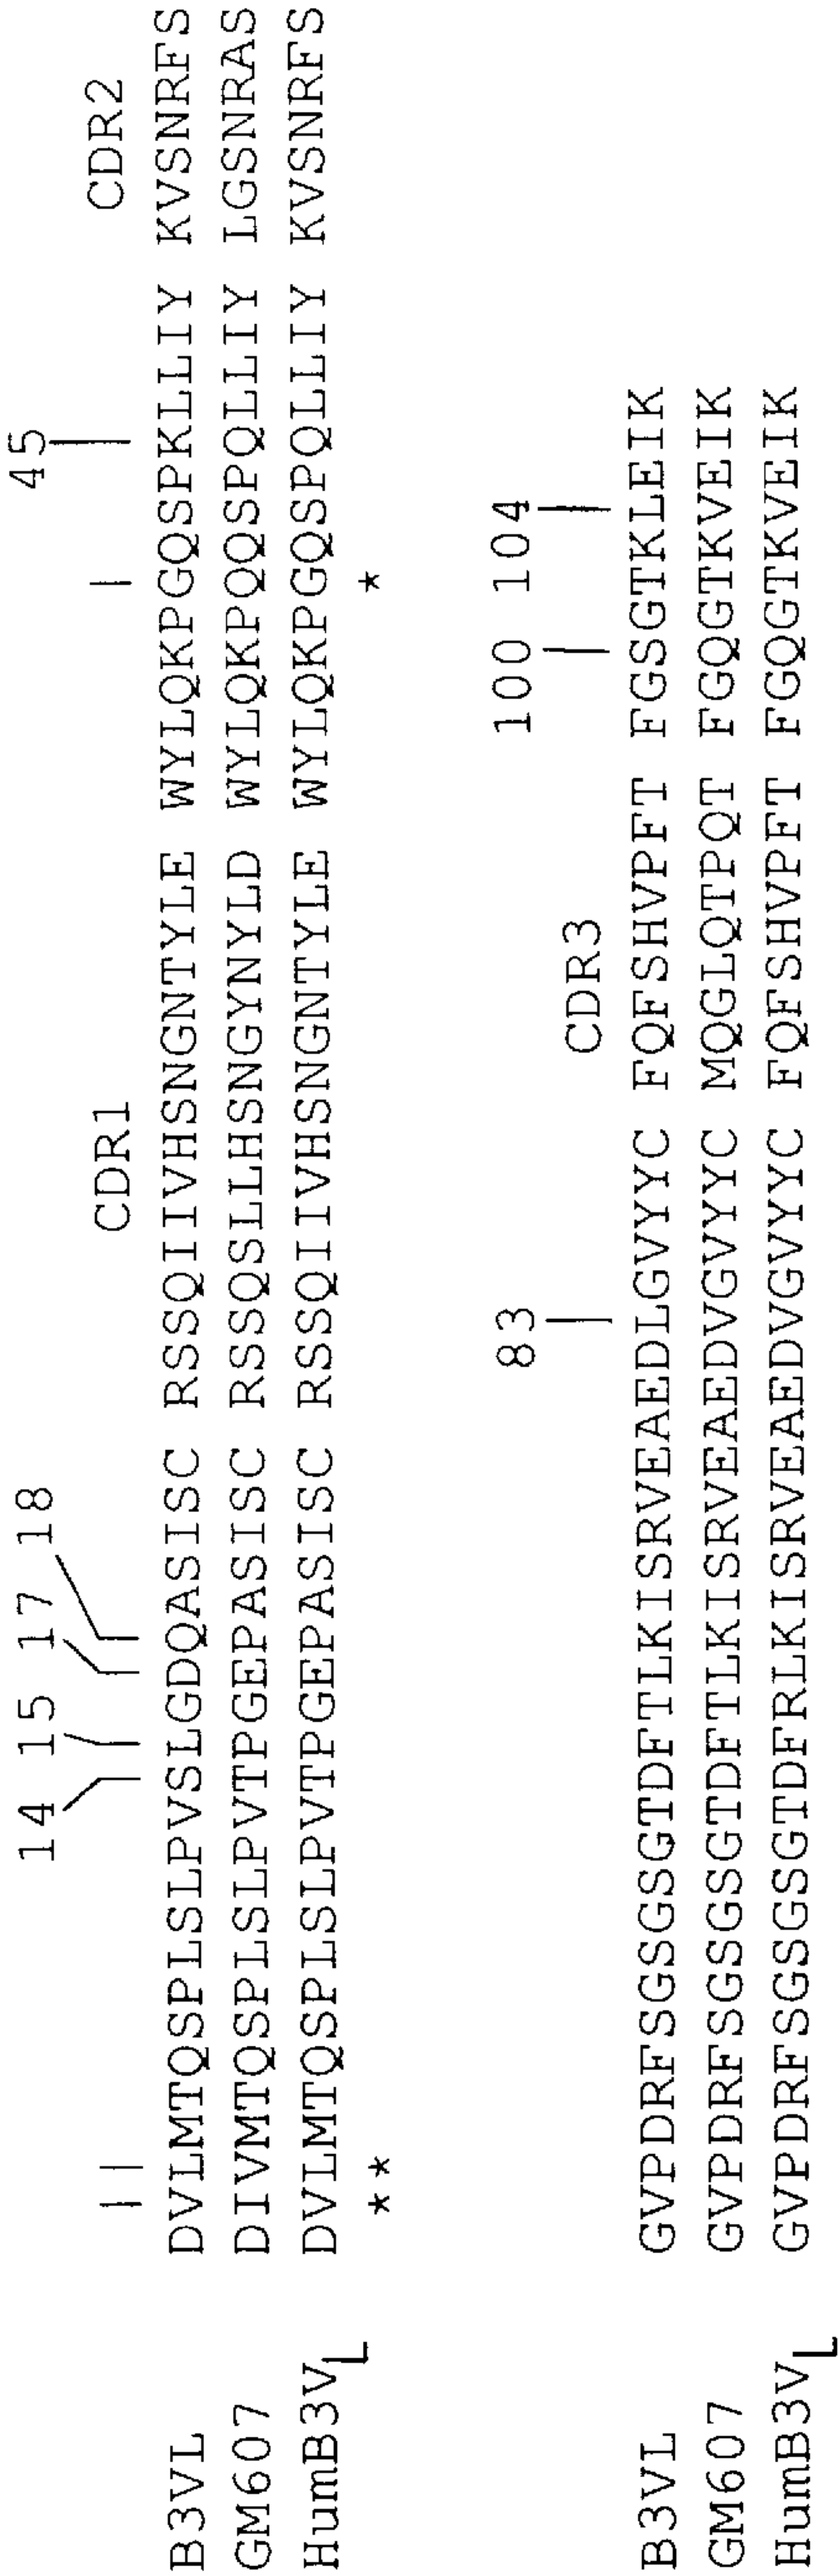 14 15 17 18 45
CDR1 CDR2
B3VL DVLMTQSPLSLPVSLGDQASISC RSSQIIVHSNGNTYLE WYLQKPGQSPKLLIY KVSNRFS
GM607 DIVMTQSPLSLPVTPGEPASISC RSSQSLLHSNGYNYLD WYLQKPQQSPQLLIY LGSNRAS
HumB3VL DVLMTQSPLSLPVTPGEPASISC RSSQIIVHSNGNTYLE WYLQKPGQSPQLLIY KVSNRFS
** *
83 100 104
CDR3
B3VL GVPDRFSGSGSGTDFTLKISRVEAEDLGVYYC FQFSHVPFT FGSGTKLEIK
GM607 GVPDRFSGSGSGTDFTLKISRVEAEDVGVYYC MQGLQTPQT FGQGTKVEIK
HumB3VL GVPDRFSGSGSGTDFRLKISRVEAEDVGVYYC FQFSHVPFT FGQGTKVEIK